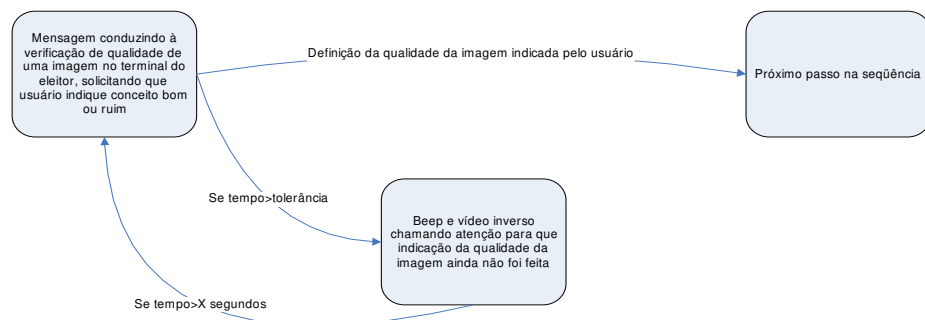 Mensagem conduzindo à
verificação de qualidade de
uma imagem no terminal do
eleitor, solicitando que
usuário indique conceito bom
ou ruim
Definição da qualidade da imagem indicada pelo usuário
Próximo passo na seqüência
Se tempo>tolerância
Beep e vídeo inverso
chamando atenção para que
indicação da qualidade da
imagem ainda não foi feita
Se tempo>X segundos